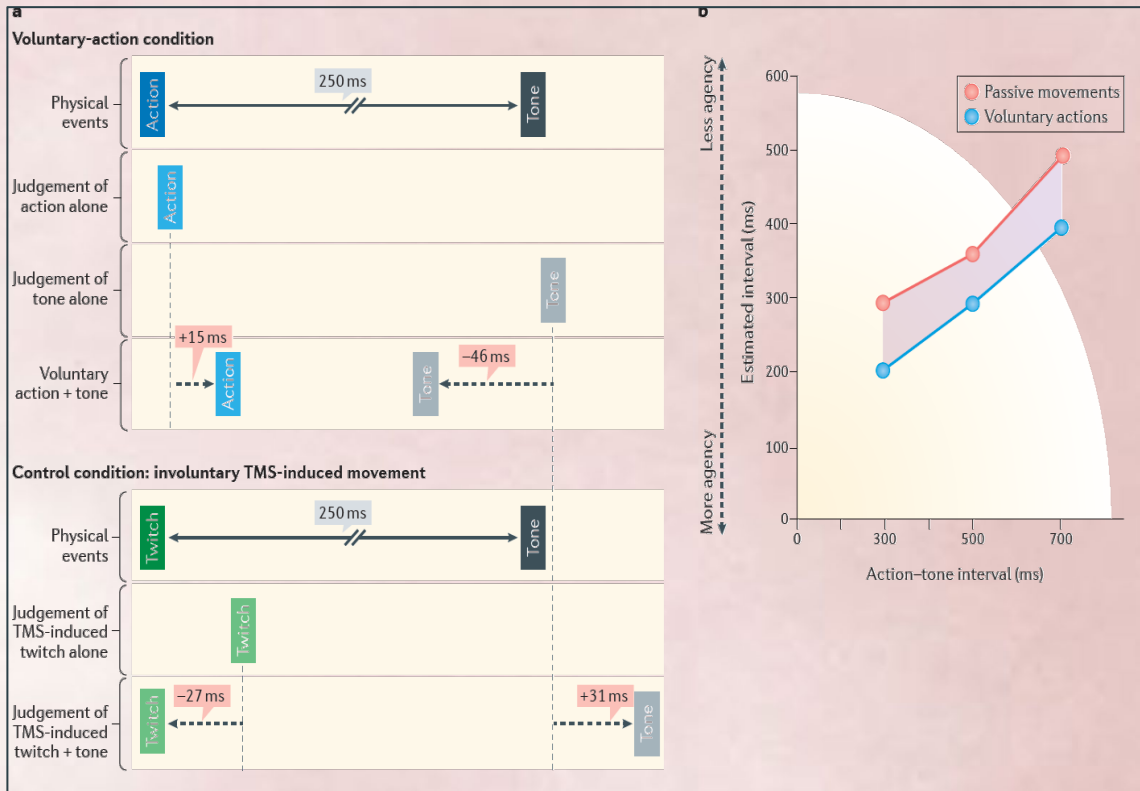 a
Voluntary-action condition
Physical
events
Action
250 ms
Tone
Judgement of
action alone
Action
Judgement of
tone alone
Tone
Voluntary
action + tone
+15 ms
Action
Tone
–46 ms
Control condition: involuntary TMS-induced movement
Physical
events
Twitch
250 ms
Tone
Judgement of
TMS-induced
twitch alone
Twitch
Judgement of
TMS-induced
twitch + tone
Twitch
–27 ms
+31 ms
Tone
b
Less agency
More agency
Estimated interval (ms)
600
500
400
300
200
100
0
Passive movements
Voluntary actions
0
300
500
700
Action–tone interval (ms)